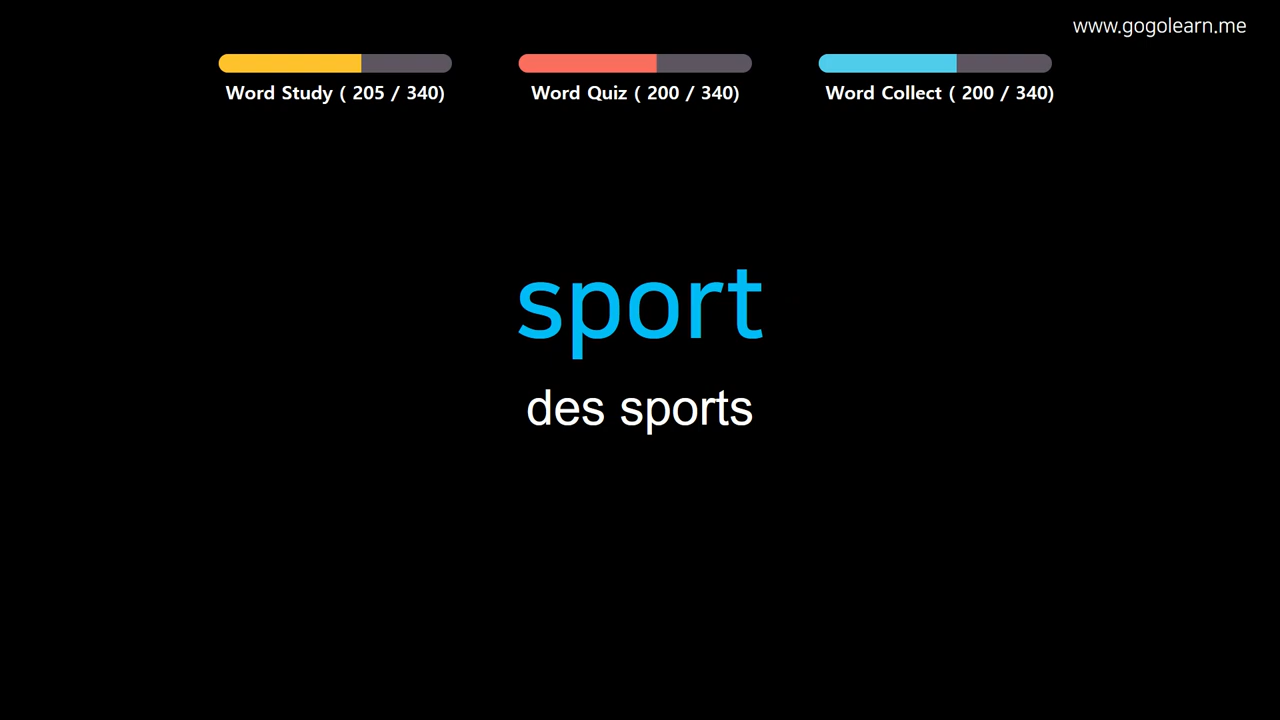 www.gogolearn.me
Word Study ( 205 / 340)
Word Quiz ( 200 / 340)
Word Collect ( 200 / 340)
sport
des sports